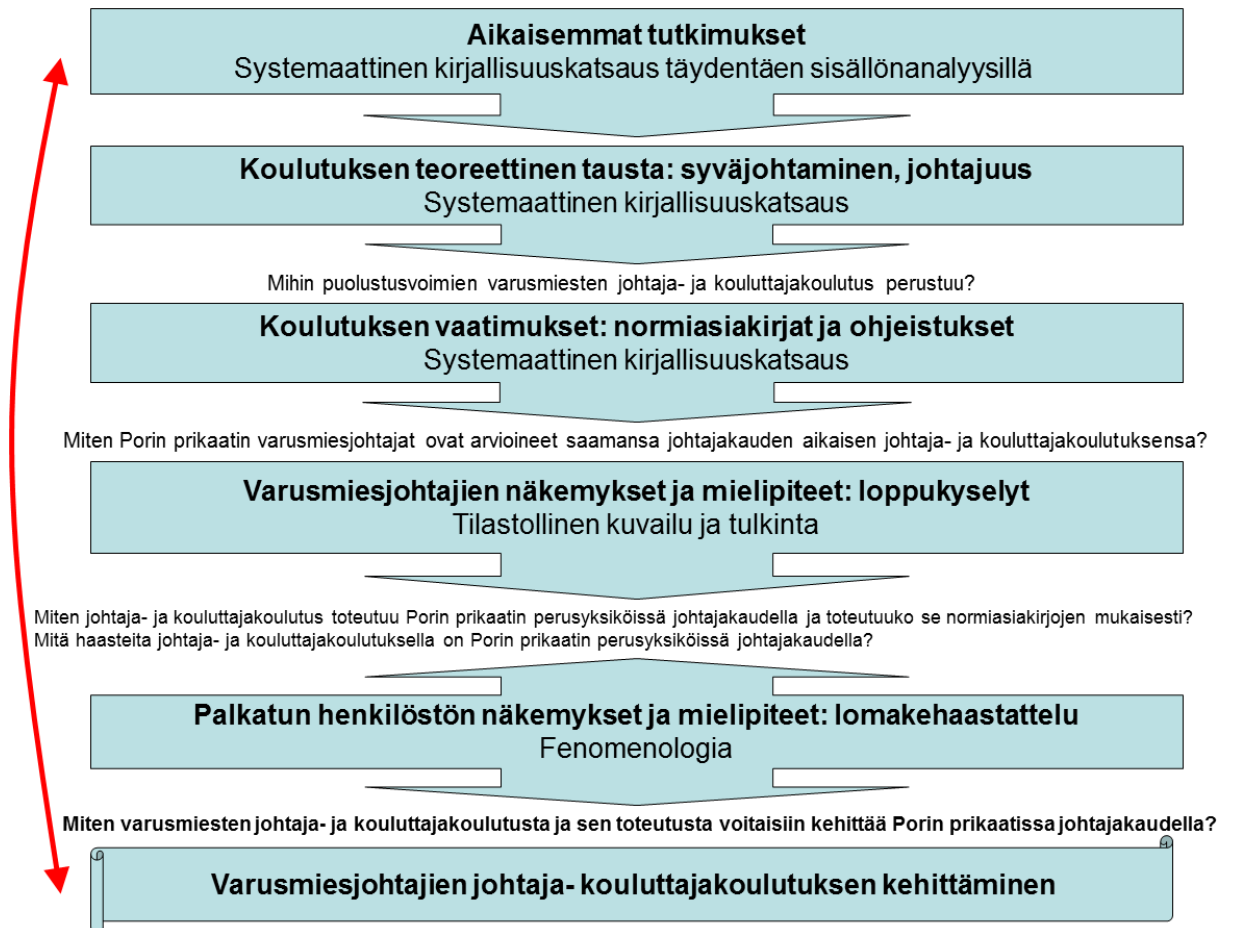 Aikaisemmat tutkimukset
Systemaattinen kirjallisuuskatsaus täydentäen sisällönanalyysillä
Koulutuksen teoreettinen tausta: syväjohtaminen, johtajuus
Systemaattinen kirjallisuuskatsaus
Mihin puolustusvoimien varusmiesten johtaja- ja kouluttajakoulutus perustuu?
Koulutuksen vaatimukset: normiasiakirjat ja ohjeistukset
Systemaattinen kirjallisuuskatsaus
Miten Porin prikaatin varusmiesjohtajat ovat arvioineet saamansa johtajakauden aikaisen johtaja- ja kouluttajakoulutuksensa?
Varusmiesjohtajien näkemykset ja mielipiteet: loppukyselyt
Tilastollinen kuvailu ja tulkinta
Miten johtaja- ja kouluttajakoulutus toteutuu Porin prikaatin perusyksiköissä johtajakaudella ja toteutuuko se normiasiakirjojen mukaisesti?
Mitä haasteita johtaja- ja kouluttajakoulutuksella on Porin prikaatin perusyksiköissä johtajakaudella?
Palkatun henkilöstön näkemykset ja mielipiteet: lomakehaastattelu
Fenomenologia
Miten varusmiesten johtaja- ja kouluttajakoulutusta ja sen toteutusta voitaisiin kehittää Porin prikaatissa johtajakaudella?
Varusmiesjohtajien johtaja- kouluttajakoulutuksen kehittäminen